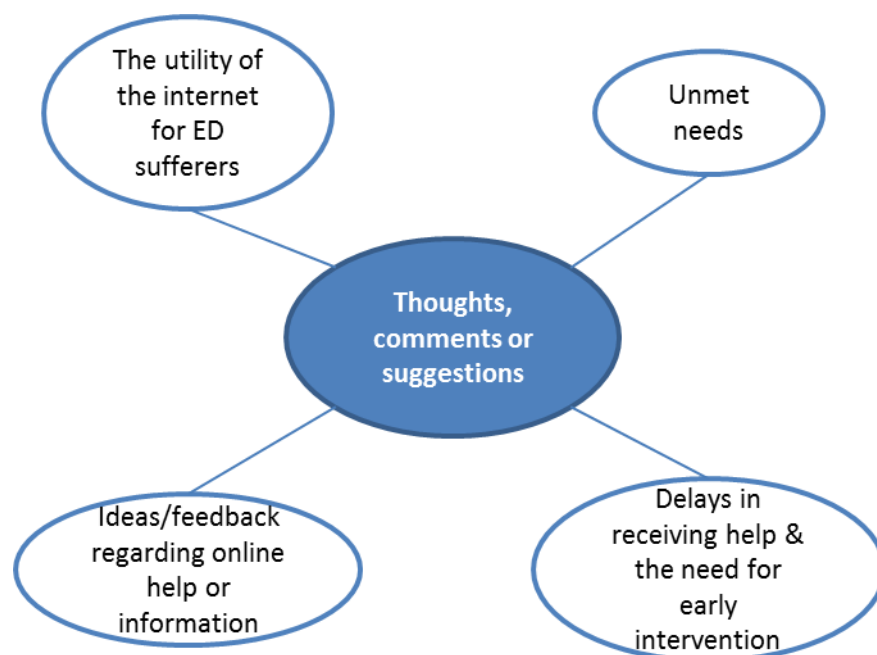 The utility of
the internet
for ED
sufferers
Unmet
needs
Thoughts,
comments or
suggestions
Ideas/feedback
regarding online
help or
information
Delays in
receiving help &
the need for
early
intervention